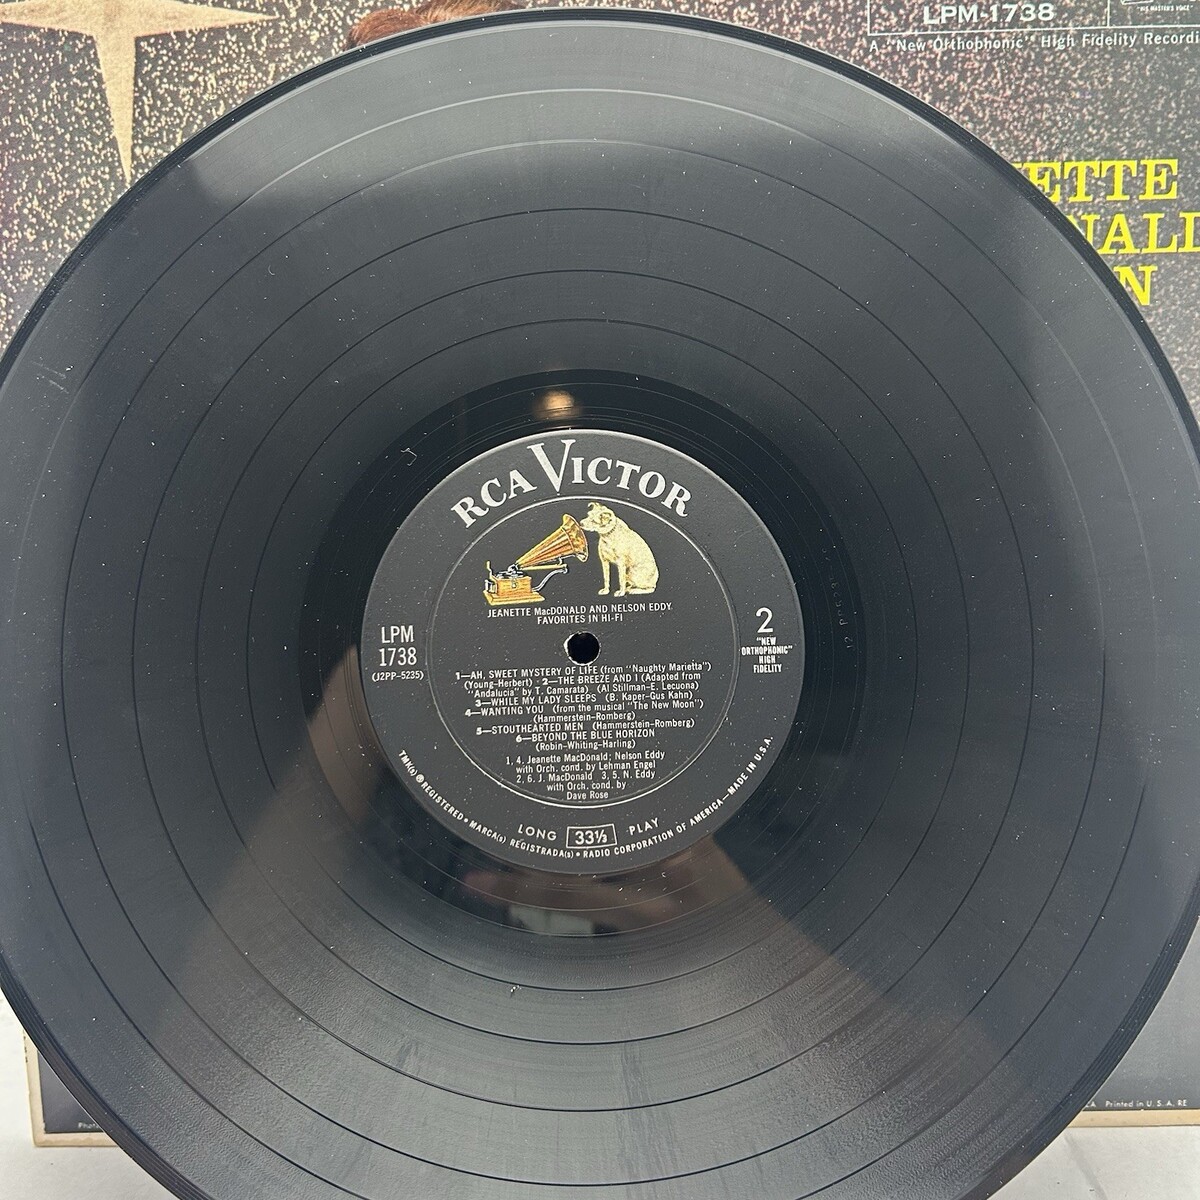 LPM-1738
"HIS MASTER'S VOICE"
A "New Orthophonic" High Fidelity Recordi
ETTE
NALD
N
RCA VICTOR
JEANETTE MacDONALD AND NELSON EDDY
FAVORITES IN HI-FI
LPM
1738
(J2PP-5235)
2
"NEW
ORTHOPHONIC"
HIGH
FIDELITY
1—AH, SWEET MYSTERY OF LIFE (from "Naughty Marietta")
(Young-Herbert) · 2—THE BREEZE AND I (Adapted from
"Andalucia" by T. Camarata) (Al Stillman-E. Lecuona)
3—WHILE MY LADY SLEEPS (B. Kaper-Gus Kahn)
4—WANTING YOU (from the musical "The New Moon")
(Hammerstein-Romberg)
5—STOUTHEARTED MEN (Hammerstein-Romberg)
6—BEYOND THE BLUE HORIZON
(Robin-Whiting-Harling)
1, 4. Jeanette MacDonald; Nelson Eddy
with Orch. cond. by Lehman Engel
2, 6. J. MacDonald 3, 5. N. Eddy
with Orch. cond. by
Dave Rose
LONG 33⅓ PLAY
TMK(s) ® REGISTERED • MARCA(s) REGISTRADA(s) • RADIO CORPORATION OF AMERICA—MADE IN U.S.A.
Printed in U.S.A. RE